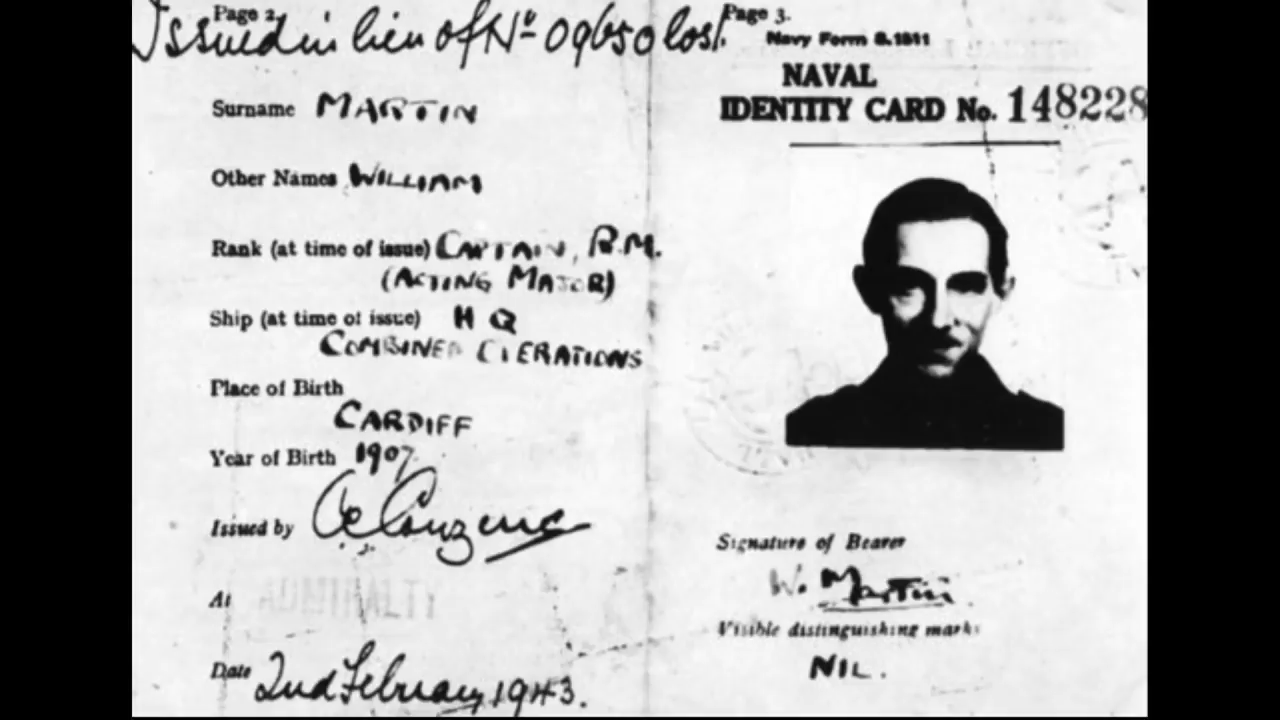 Page 2.
Issued in lieu of No 09650 lost.
Surname MARTIN
Other Names WILLIAM
Rank (at time of issue) CAPTAIN, R.M.
(ACTING MAJOR)
Ship (at time of issue) H Q
COMBINED OPERATIONS
Place of Birth
CARDIFF
Year of Birth 1907
Issued by
At ADMIRALTY
Date 2nd February 1943.
Page 3.
Navy Form S.1511
NAVAL
IDENTITY CARD No. 148228
Signature of Bearer
W. Martin
Visible distinguishing marks
NIL.